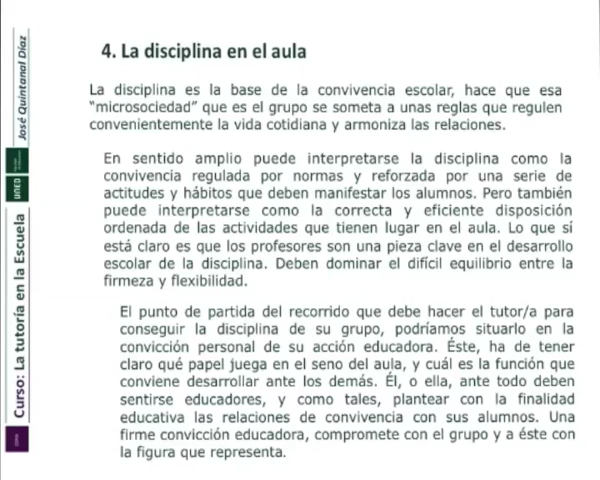 4. La disciplina en el aula
La disciplina es la base de la convivencia escolar, hace que esa
"microsociedad" que es el grupo se someta a unas reglas que regulen
convenientemente la vida cotidiana y armoniza las relaciones.
En sentido amplio puede interpretarse la disciplina como la
convivencia regulada por normas y reforzada por una serie de
actitudes y hábitos que deben manifestar los alumnos. Pero también
puede interpretarse como la correcta y eficiente disposición
ordenada de las actividades que tienen lugar en el aula. Lo que sí
está claro es que los profesores son una pieza clave en el desarrollo
escolar de la disciplina. Deben dominar el difícil equilibrio entre la
firmeza y flexibilidad.
El punto de partida del recorrido que debe hacer el tutor/a para
conseguir la disciplina de su grupo, podríamos situarlo en la
convicción personal de su acción educadora. Éste, ha de tener
claro qué papel juega en el seno del aula, y cuál es la función que
conviene desarrollar ante los demás. Él, o ella, ante todo deben
sentirse educadores, y como tales, plantear con la finalidad
educativa las relaciones de convivencia con sus alumnos. Una
firme convicción educadora, compromete con el grupo y a éste con
la figura que representa.
Curso: La tutoría en la Escuela
UNED
José Quintanal Díaz